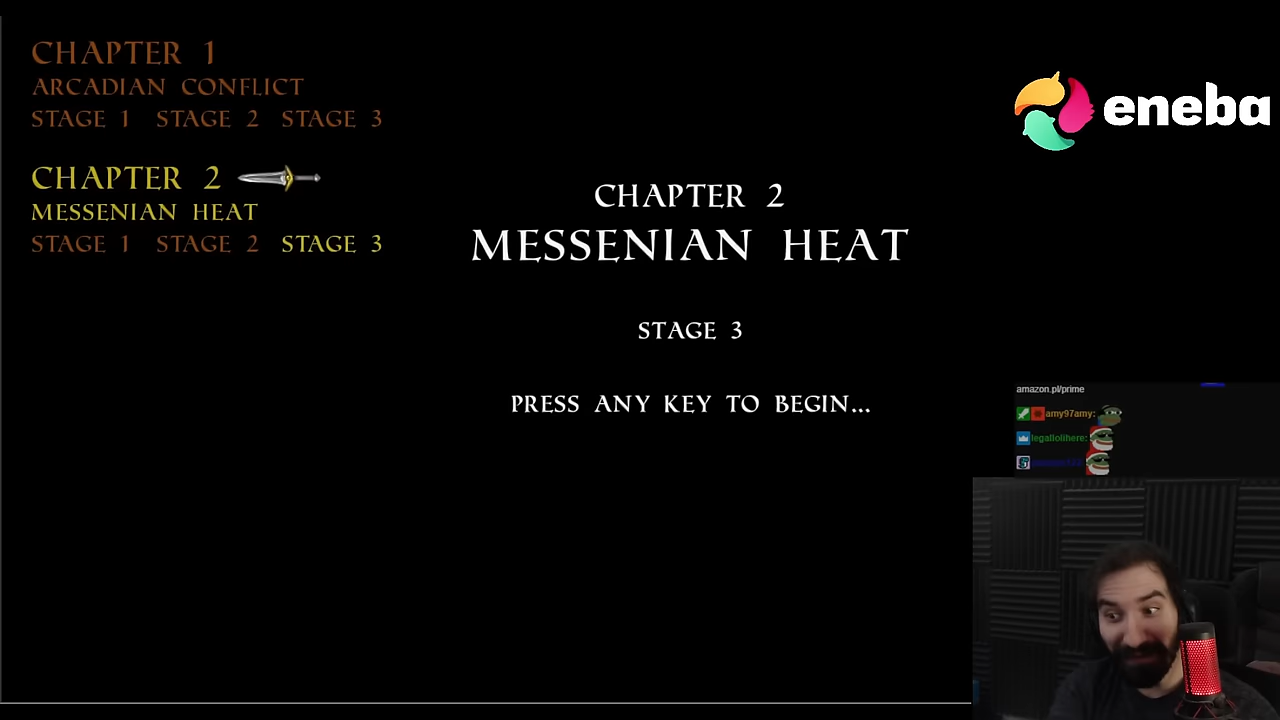 CHAPTER 1
ARCADIAN CONFLICT
STAGE 1 STAGE 2 STAGE 3
CHAPTER 2
MESSENIAN HEAT
STAGE 1 STAGE 2 STAGE 3
CHAPTER 2
MESSENIAN HEAT
STAGE 3
PRESS ANY KEY TO BEGIN...
eneba
amazon.pl/prime
amy97amy:
legallolihere: